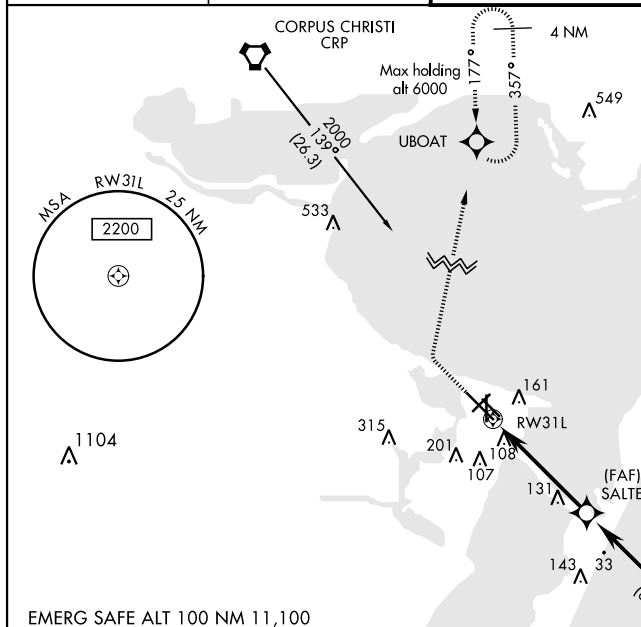 CORPUS CHRISTI
CRP
4 NM
177°
357°
Max holding
alt 6000
549
UBOAT
2000
139°
(26.3)
MSA RW31L 25 NM
2200
533
161
RW31L
315
201
108
107
1104
131
(FAF)
SALTE
143
33
EMERG SAFE ALT 100 NM 11,100